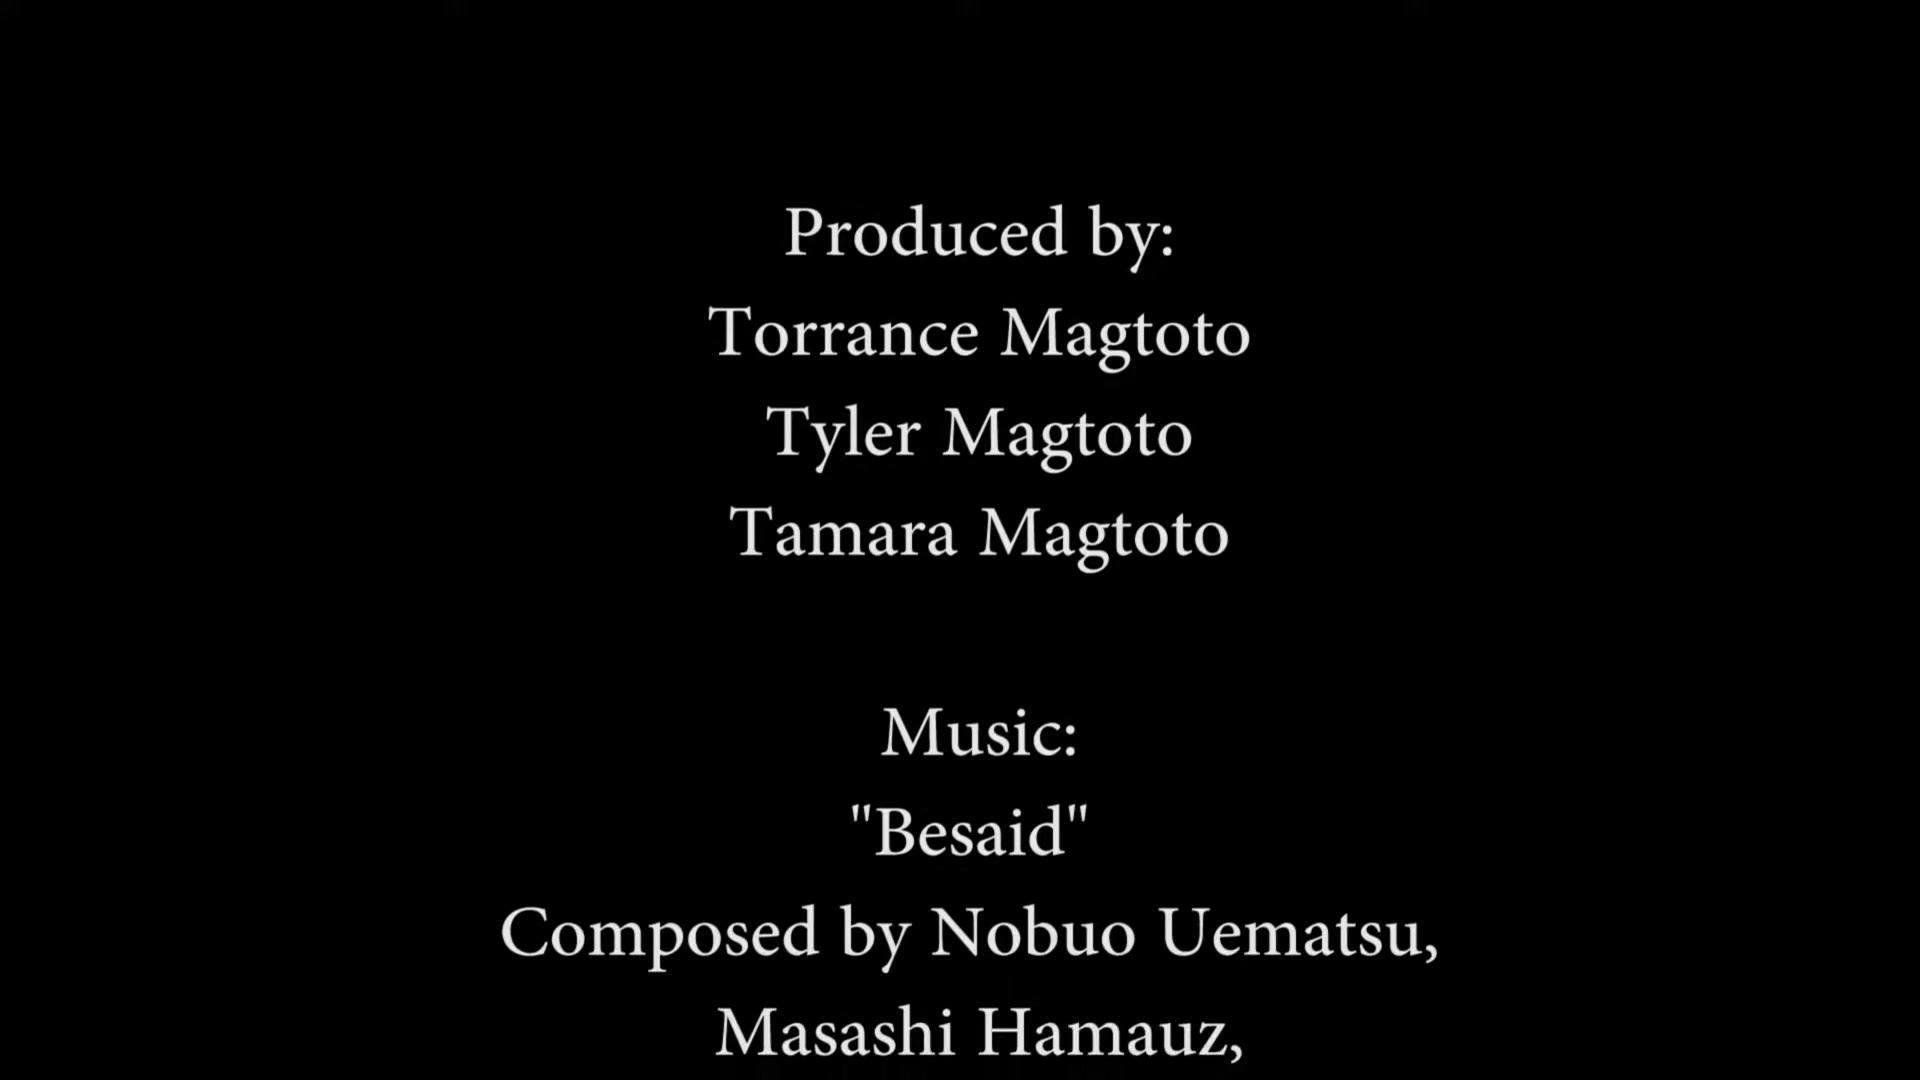 Produced by:
Torrance Magtoto
Tyler Magtoto
Tamara Magtoto
Music:
"Besaid"
Composed by Nobuo Uematsu,
Masashi Hamauz,